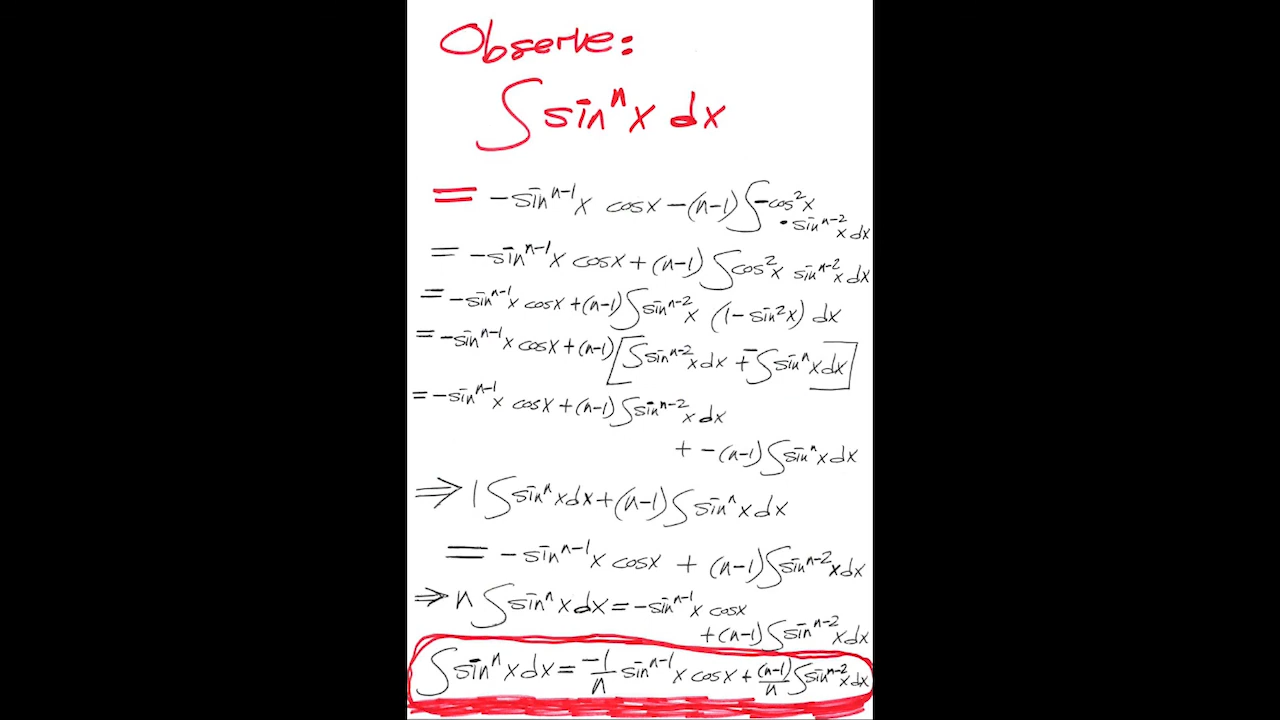 Observe:
∫ sinⁿx dx
= -sinⁿ⁻¹x cosx -(n-1)∫-cos²x
• sinⁿ⁻²x dx
= -sinⁿ⁻¹x cosx + (n-1) ∫cos²x sinⁿ⁻²x dx
= -sinⁿ⁻¹x cosx +(n-1)∫sinⁿ⁻²x (1-sin²x) dx
= -sinⁿ⁻¹x cosx +(n-1)[∫sinⁿ⁻²x dx +-∫sinⁿx dx]
= -sinⁿ⁻¹x cosx +(n-1)∫sinⁿ⁻²x dx
+ -(n-1)∫sinⁿx dx
⇒ 1∫sinⁿx dx+(n-1)∫sinⁿx dx
= -sinⁿ⁻¹x cosx + (n-1)∫sinⁿ⁻²x dx
⇒ n∫sinⁿx dx = -sinⁿ⁻¹x cosx
+(n-1)∫sinⁿ⁻²x dx
∫sinⁿx dx = -1/n sinⁿ⁻¹x cosx + (n-1)/n ∫sinⁿ⁻²x dx